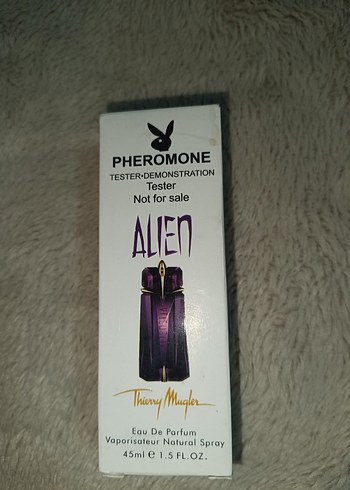 PHEROMONE
TESTER•DEMONSTRATION
Tester
Not for sale
ALIEN
Thierry Mugler
Eau De Parfum
Vaporisateur Natural Spray
45ml ℮ 1.5 FL.OZ.